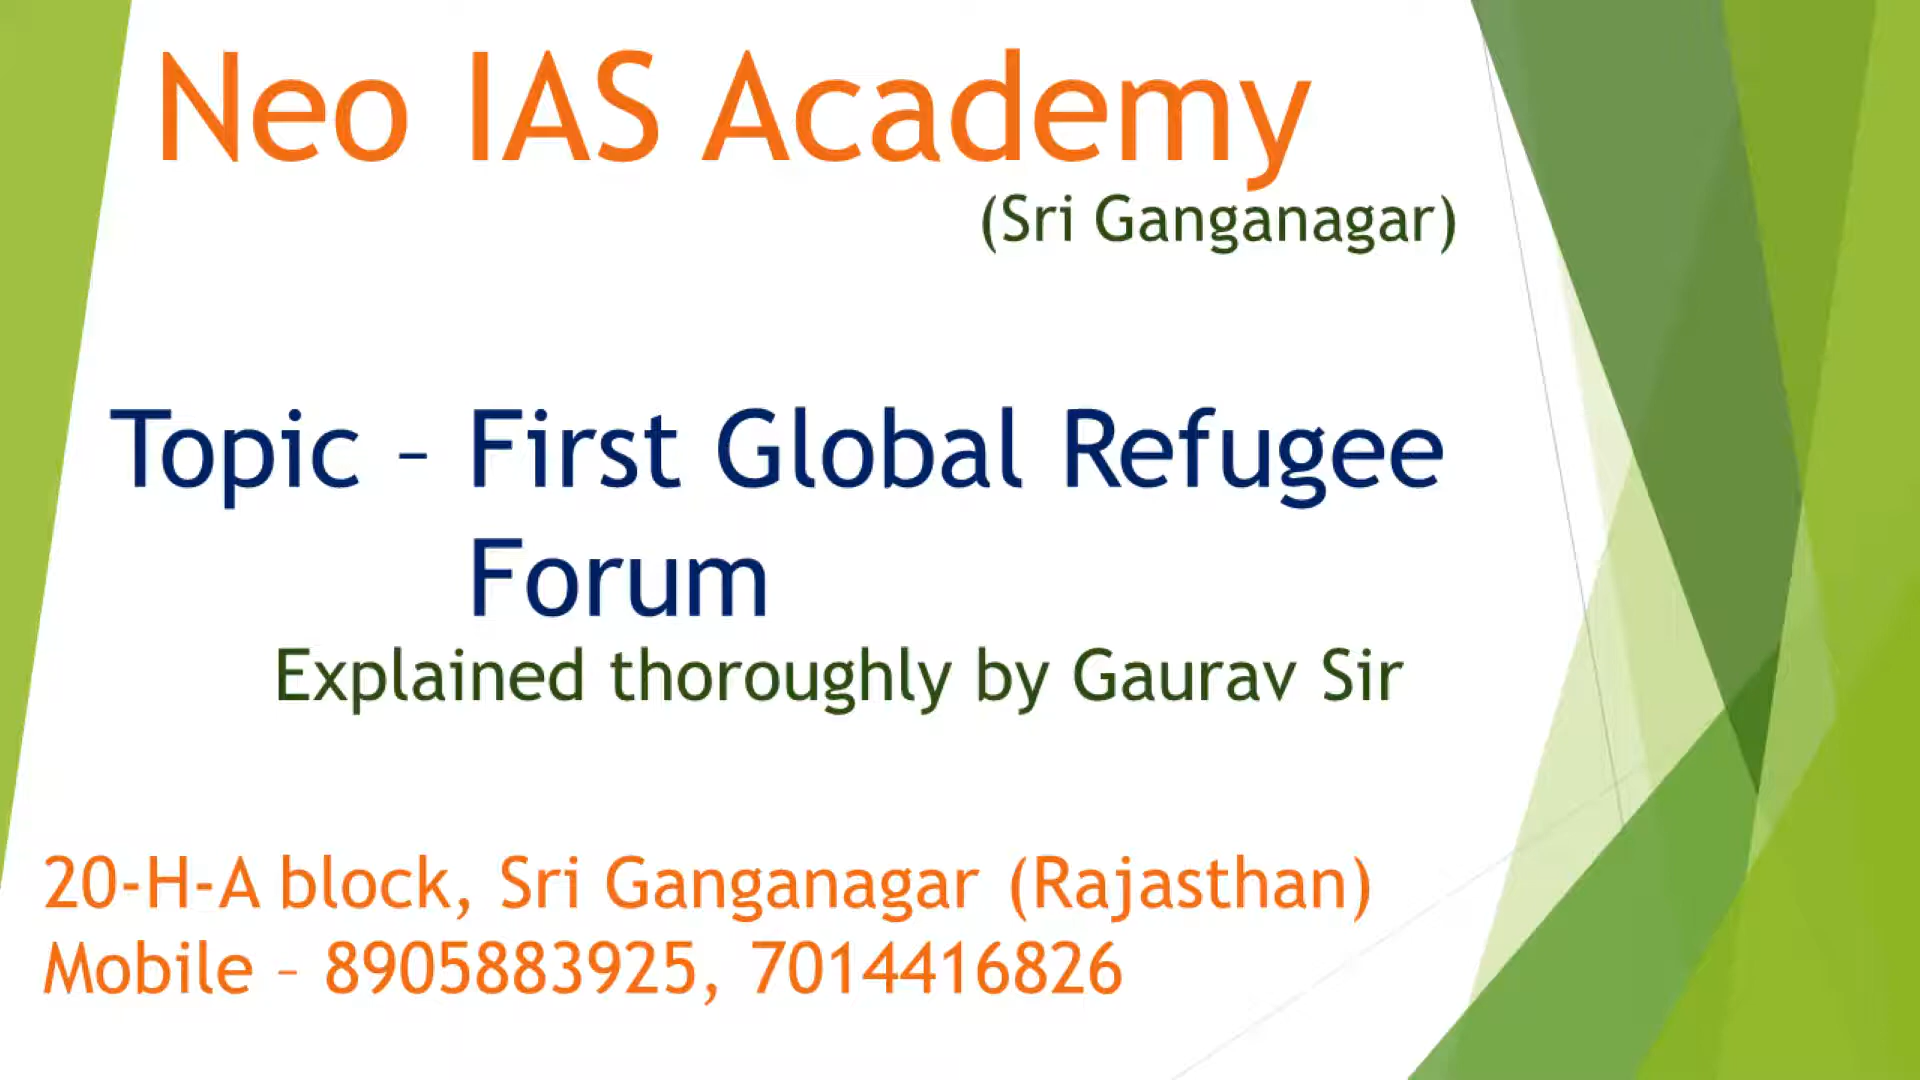 Neo IAS Academy
(Sri Ganganagar)
Topic – First Global Refugee
Forum
Explained thoroughly by Gaurav Sir
20-H-A block, Sri Ganganagar (Rajasthan)
Mobile – 8905883925, 7014416826